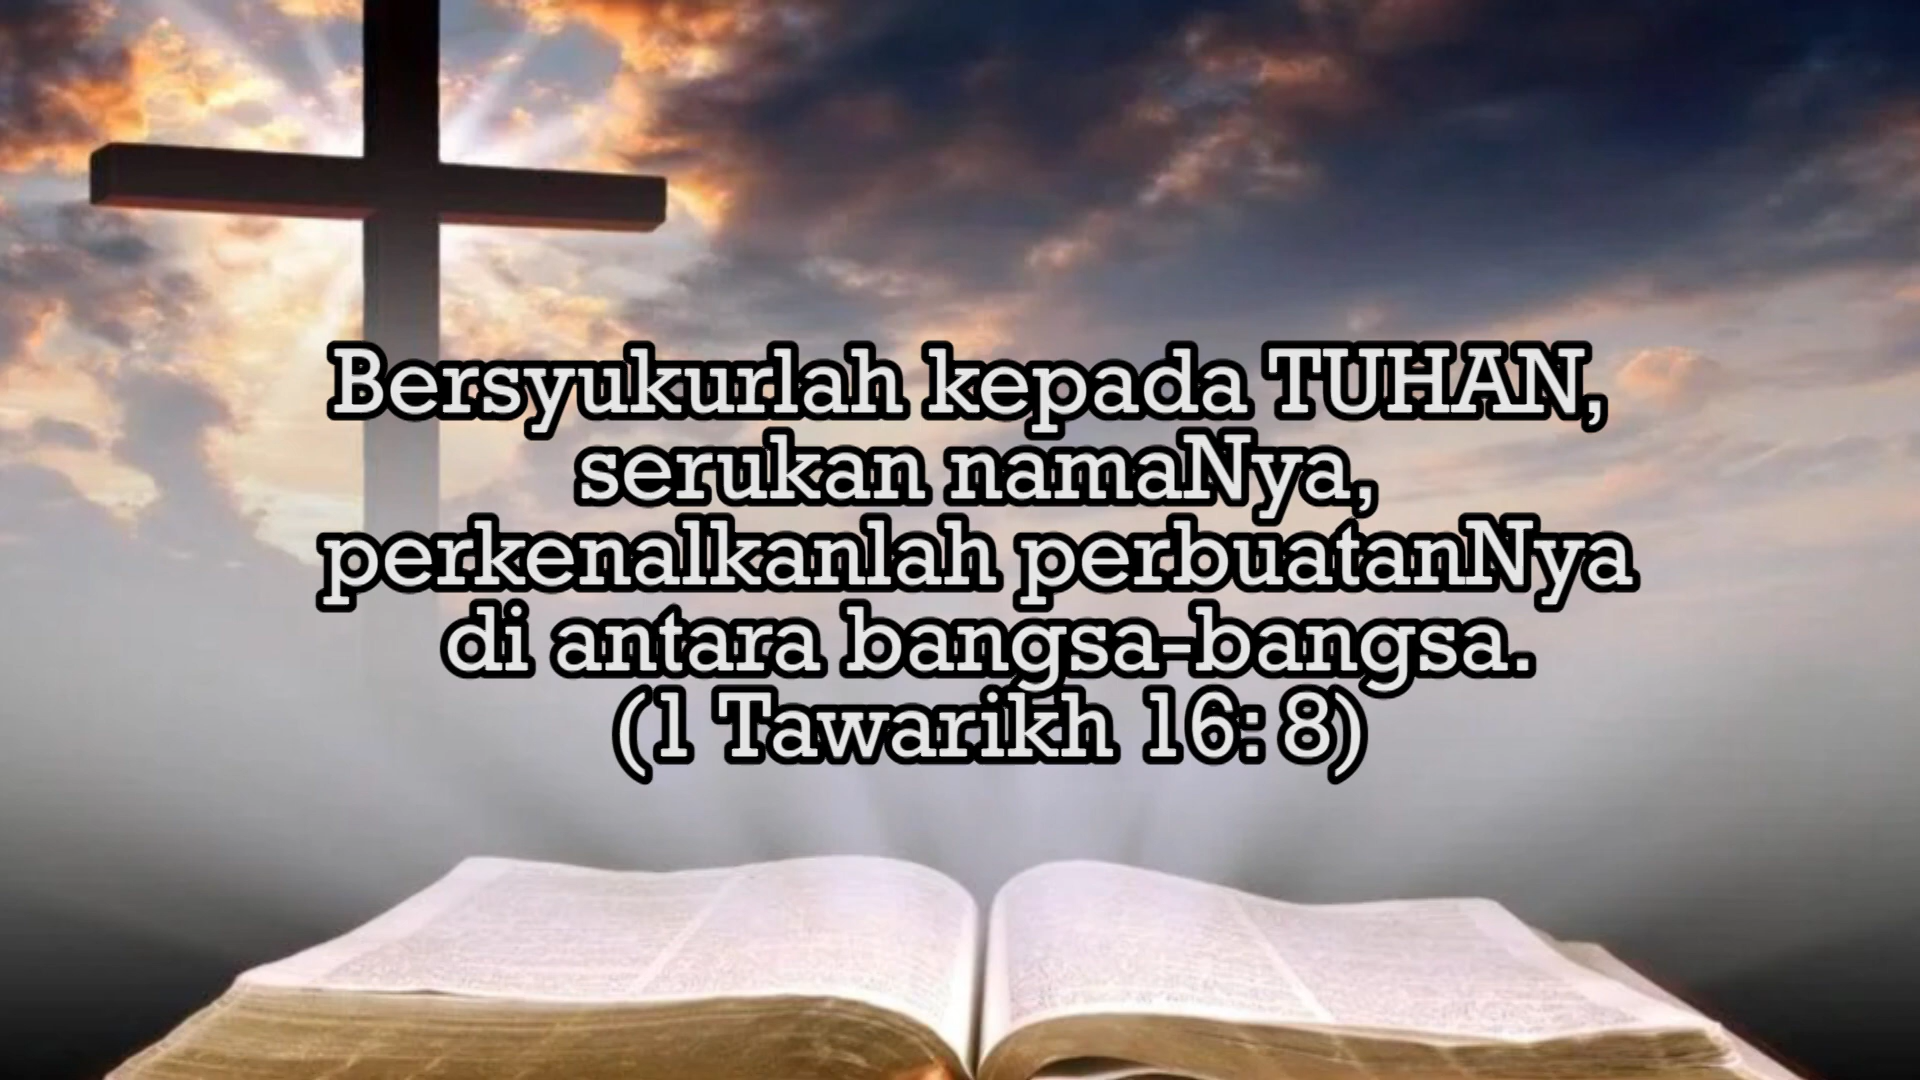 Bersyukurlah kepada TUHAN,
serukan namaNya,
perkenalkanlah perbuatanNya
di antara bangsa-bangsa.
(1 Tawarikh 16: 8)